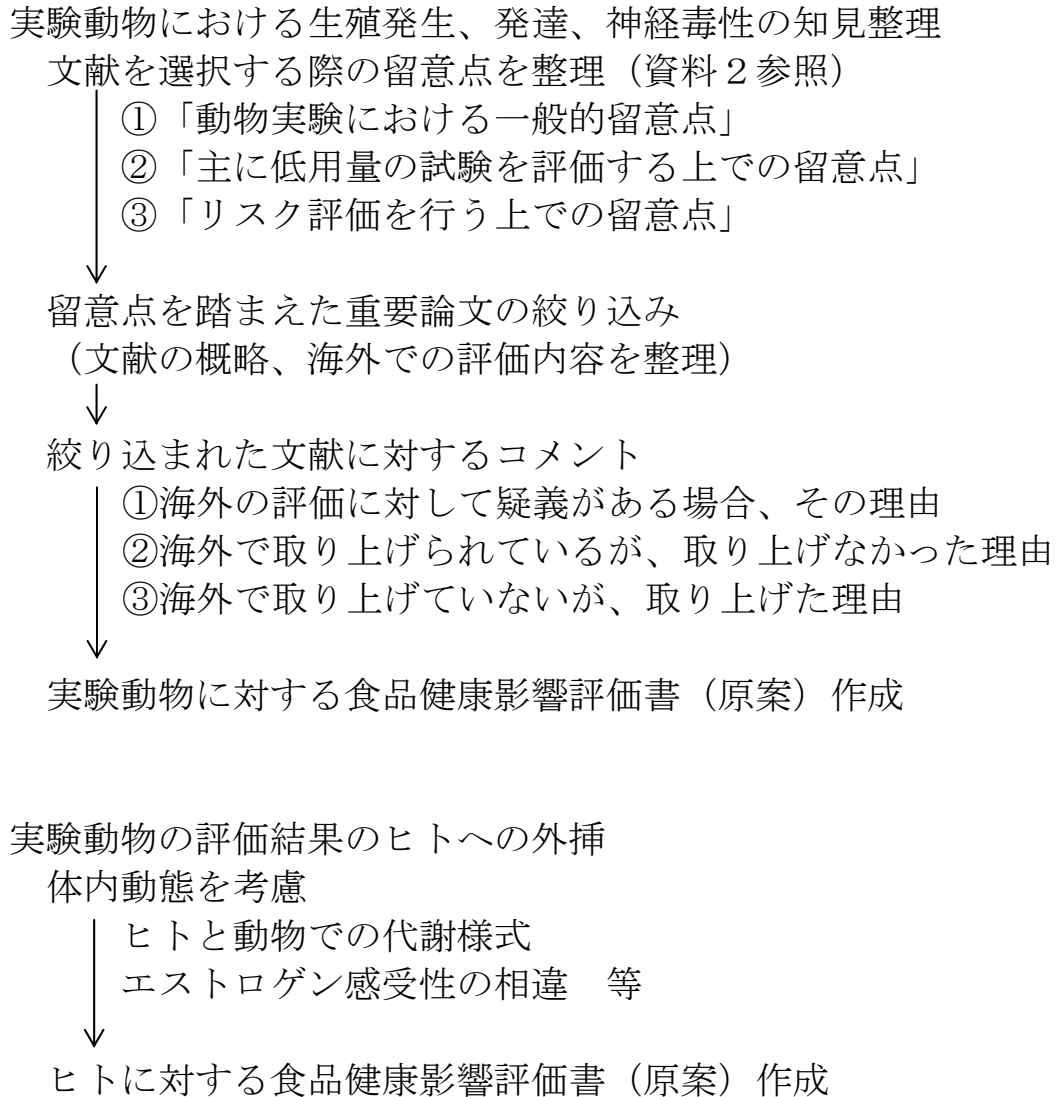 実験動物における生殖発生、発達、神経毒性の知見整理
文献を選択する際の留意点を整理（資料２参照）
①「動物実験における一般的留意点」
②「主に低用量の試験を評価する上での留意点」
③「リスク評価を行う上での留意点」
留意点を踏まえた重要論文の絞り込み
（文献の概略、海外での評価内容を整理）
絞り込まれた文献に対するコメント
①海外の評価に対して疑義がある場合、その理由
②海外で取り上げられているが、取り上げなかった理由
③海外で取り上げていないが、取り上げた理由
実験動物に対する食品健康影響評価書（原案）作成
実験動物の評価結果のヒトへの外挿
体内動態を考慮
ヒトと動物での代謝様式
エストロゲン感受性の相違　等
ヒトに対する食品健康影響評価書（原案）作成